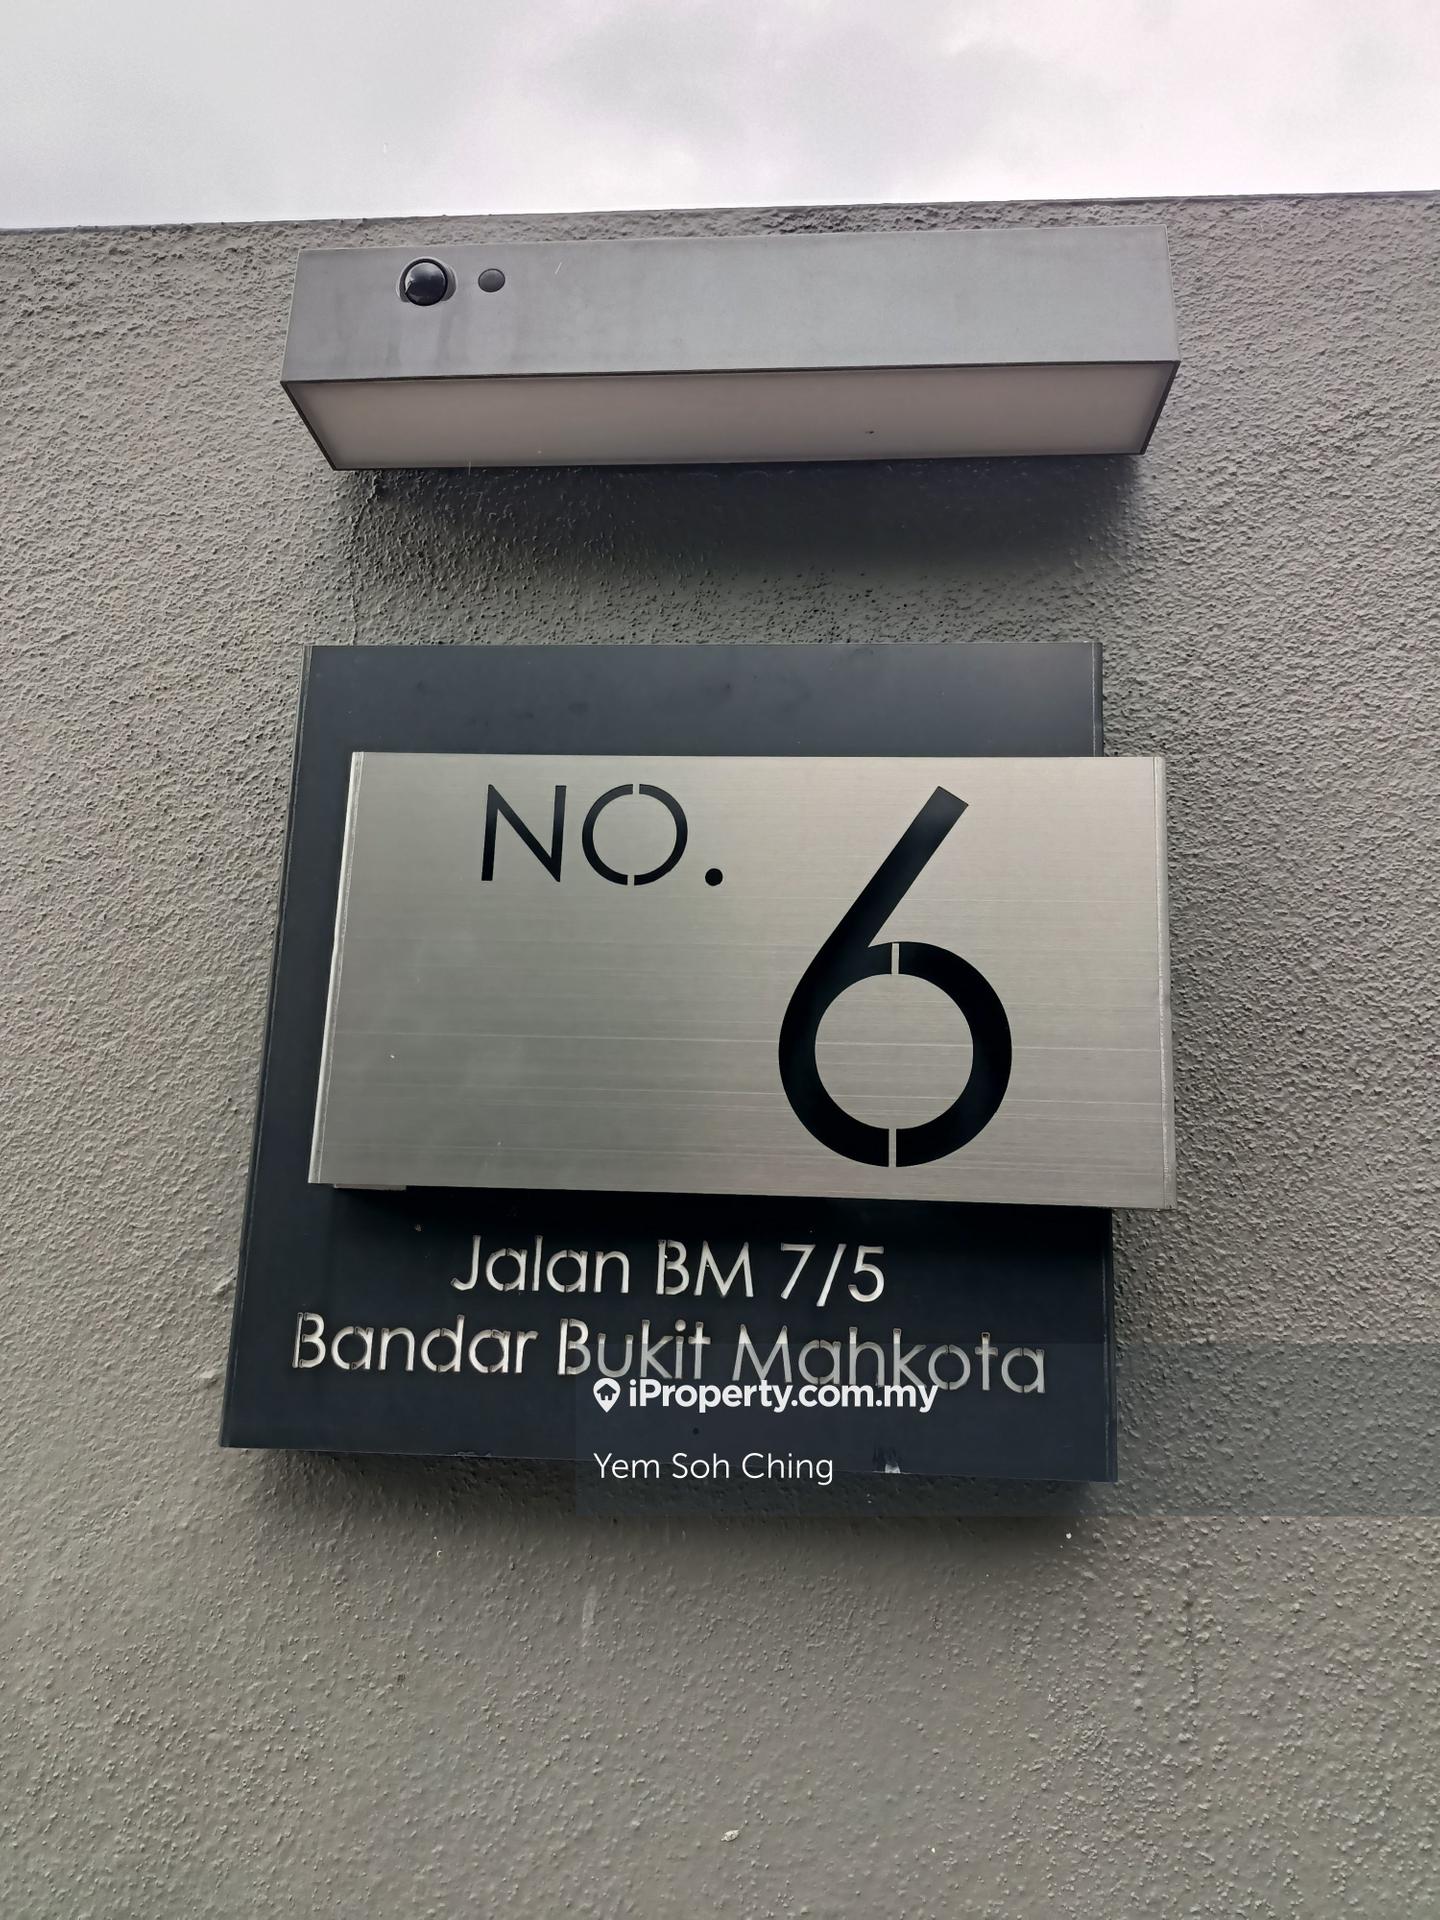 NO. 6
Jalan BM 7/5
Bandar Bukit Mahkota
iProperty.com.my
Yem Soh Ching